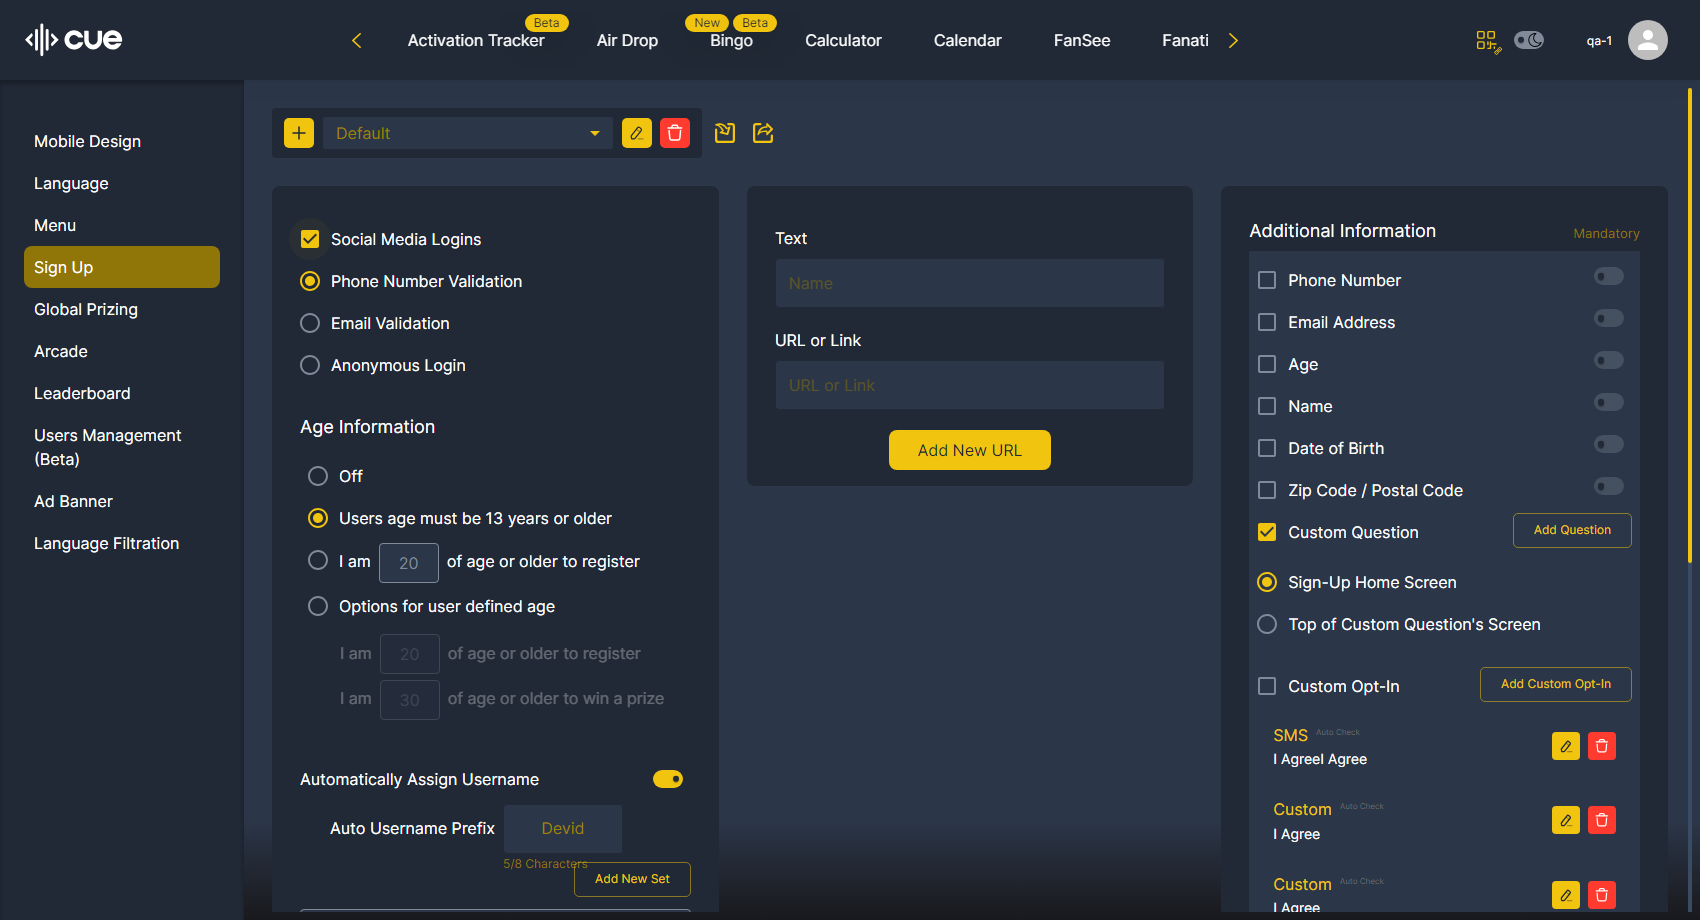 cue
Beta
New
Beta
Activation Tracker
Air Drop
Bingo
Calculator
Calendar
FanSee
Fanati
qa-1
Mobile Design
Language
Menu
Sign Up
Global Prizing
Arcade
Leaderboard
Users Management
(Beta)
Ad Banner
Language Filtration
Default
Social Media Logins
Phone Number Validation
Email Validation
Anonymous Login
Age Information
Off
Users age must be 13 years or older
I am 20 of age or older to register
Options for user defined age
I am 20 of age or older to register
I am 30 of age or older to win a prize
Automatically Assign Username
Auto Username Prefix Devid
5/8 Characters
Add New Set
Text
Name
URL or Link
URL or Link
Add New URL
Additional Information
Mandatory
Phone Number
Email Address
Age
Name
Date of Birth
Zip Code / Postal Code
Custom Question
Add Question
Sign-Up Home Screen
Top of Custom Question's Screen
Custom Opt-In
Add Custom Opt-In
SMS Auto Check
I AgreeI Agree
Custom Auto Check
I Agree
Custom Auto Check
I Agree